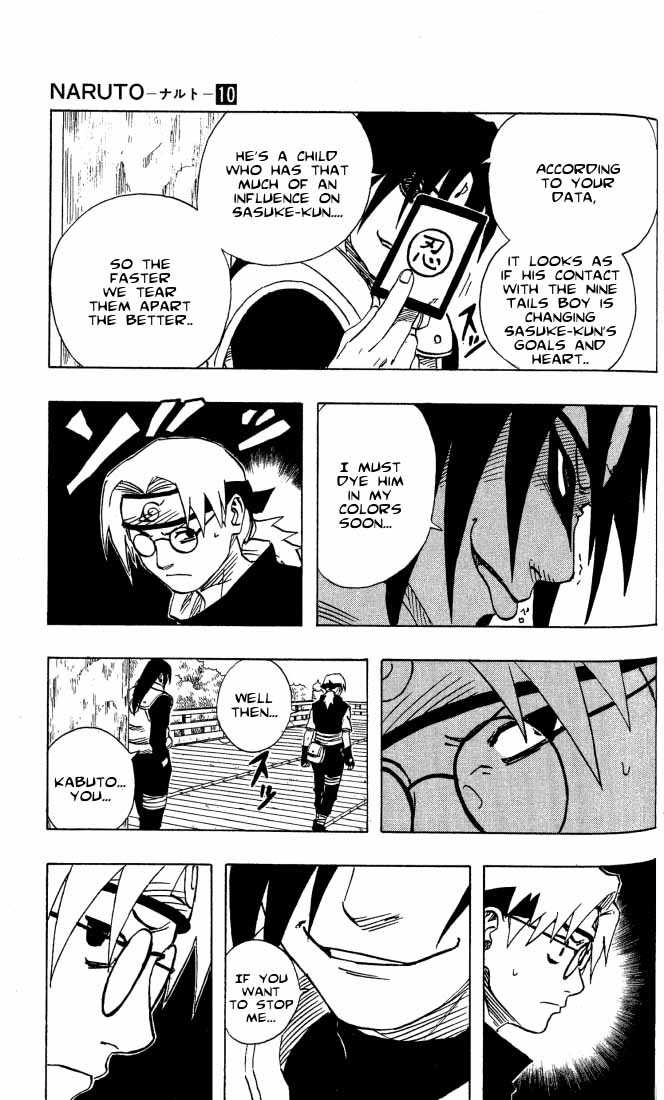 NARUTO —ナルト— 10
ACCORDING
TO YOUR
DATA,
IT LOOKS AS
IF HIS CONTACT
WITH THE NINE
TAILS BOY IS
CHANGING
SASUKE-KUN'S
GOALS AND
HEART..
HE'S A CHILD
WHO HAS THAT
MUCH OF AN
INFLUENCE ON
SASUKE-KUN....
忍
SO THE
FASTER
WE TEAR
THEM APART
THE BETTER..
ズッ
I MUST
DYE HIM
IN MY
COLORS
SOON...
WELL
THEN...
KABUTO...
YOU...
IF YOU
WANT
TO STOP
ME...